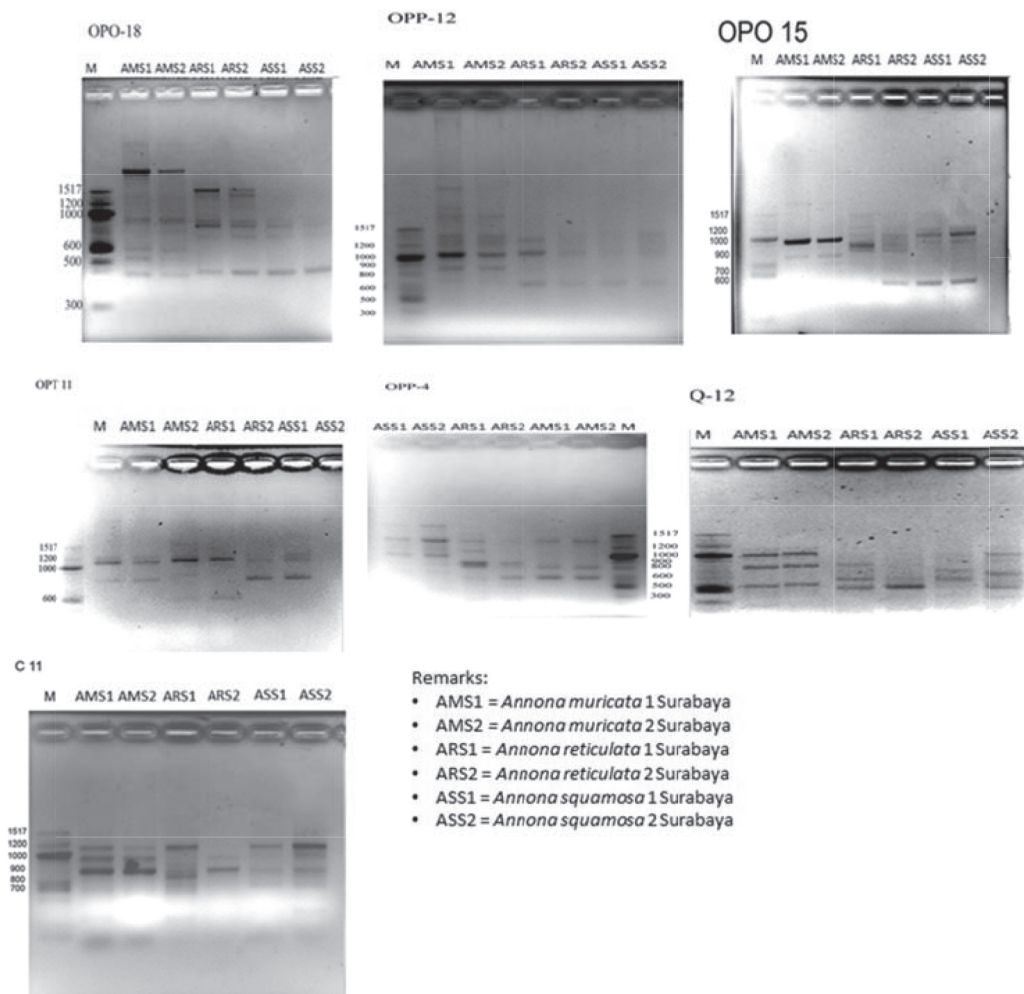 OPO-18
M AMS1 AMS2 ARS1 ARS2 ASS1 ASS2
1517
1200
1000
600
500
300
OPP-12
M AMS1 AMS2 ARS1 ARS2 ASS1 ASS2
1517
1200
1000
900
800
600
500
300
OPO 15
M AMS1 AMS2 ARS1 ARS2 ASS1 ASS2
1517
1200
1000
900
700
600
OPT 11
M AMS1 AMS2 ARS1 ARS2 ASS1 ASS2
1517
1200
1000
600
OPP-4
ASS1 ASS2 ARS1 ARS2 AMS1 AMS2 M
1517
1200
1000
900
800
600
500
300
Q-12
M AMS1 AMS2 ARS1 ARS2 ASS1 ASS2
C 11
M AMS1 AMS2 ARS1 ARS2 ASS1 ASS2
1517
1200
1000
900
800
700
Remarks:
• AMS1 = Annona muricata 1 Surabaya
• AMS2 = Annona muricata 2 Surabaya
• ARS1 = Annona reticulata 1 Surabaya
• ARS2 = Annona reticulata 2 Surabaya
• ASS1 = Annona squamosa 1 Surabaya
• ASS2 = Annona squamosa 2 Surabaya